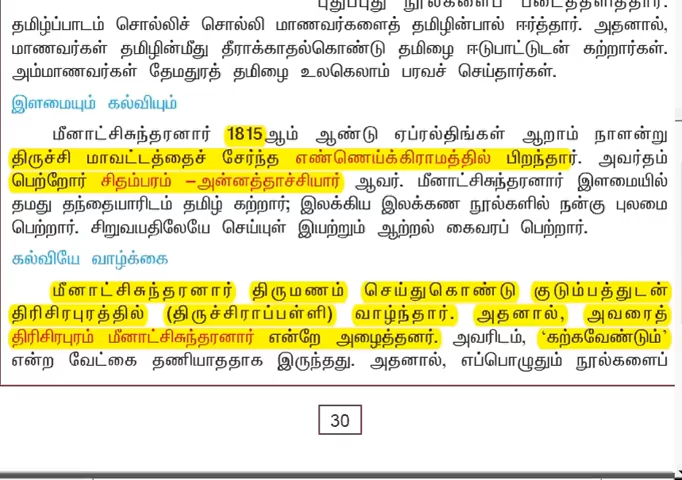 புதுப்புது நூல்களைப் படைத்தளித்தார்.
தமிழ்ப்பாடம் சொல்லிச் சொல்லி மாணவர்களைத் தமிழின்பால் ஈர்த்தார். அதனால்,
மாணவர்கள் தமிழின்மீது தீராக்காதல்கொண்டு தமிழை ஈடுபாட்டுடன் கற்றார்கள்.
அம்மாணவர்கள் தேமதுரத் தமிழை உலகெலாம் பரவச் செய்தார்கள்.
இளமையும் கல்வியும்
மீனாட்சிசுந்தரனார் 1815ஆம் ஆண்டு ஏப்ரல்திங்கள் ஆறாம் நாளன்று
திருச்சி மாவட்டத்தைச் சேர்ந்த எண்ணெய்க்கிராமத்தில் பிறந்தார். அவர்தம்
பெற்றோர் சிதம்பரம் –அன்னத்தாச்சியார் ஆவர். மீனாட்சிசுந்தரனார் இளமையில்
தமது தந்தையாரிடம் தமிழ் கற்றார்; இலக்கிய இலக்கண நூல்களில் நன்கு புலமை
பெற்றார். சிறுவயதிலேயே செய்யுள் இயற்றும் ஆற்றல் கைவரப் பெற்றார்.
கல்வியே வாழ்க்கை
மீனாட்சிசுந்தரனார் திருமணம் செய்துகொண்டு குடும்பத்துடன்
திரிசிரபுரத்தில் (திருச்சிராப்பள்ளி) வாழ்ந்தார். அதனால், அவரைத்
திரிசிரபுரம் மீனாட்சிசுந்தரனார் என்றே அழைத்தனர். அவரிடம், ‘கற்கவேண்டும்’
என்ற வேட்கை தணியாததாக இருந்தது. அதனால், எப்பொழுதும் நூல்களைப்
30